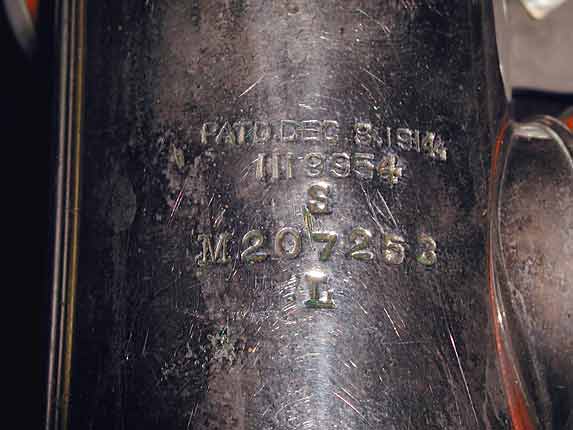 PAT'D. DEC. 8. 1914
1119954
S
M207253
L